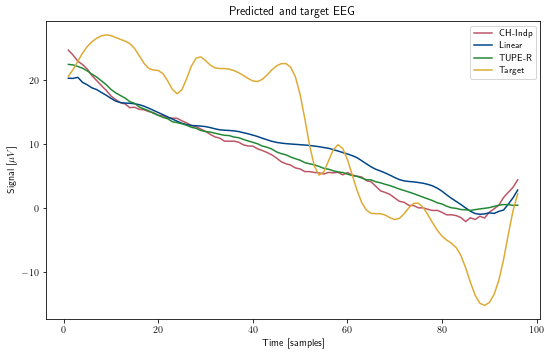 Predicted and target EEG
CH-Indp
Linear
TUPE-R
Target
Signal [μV]
20
10
0
−10
0
20
40
60
80
100
Time [samples]